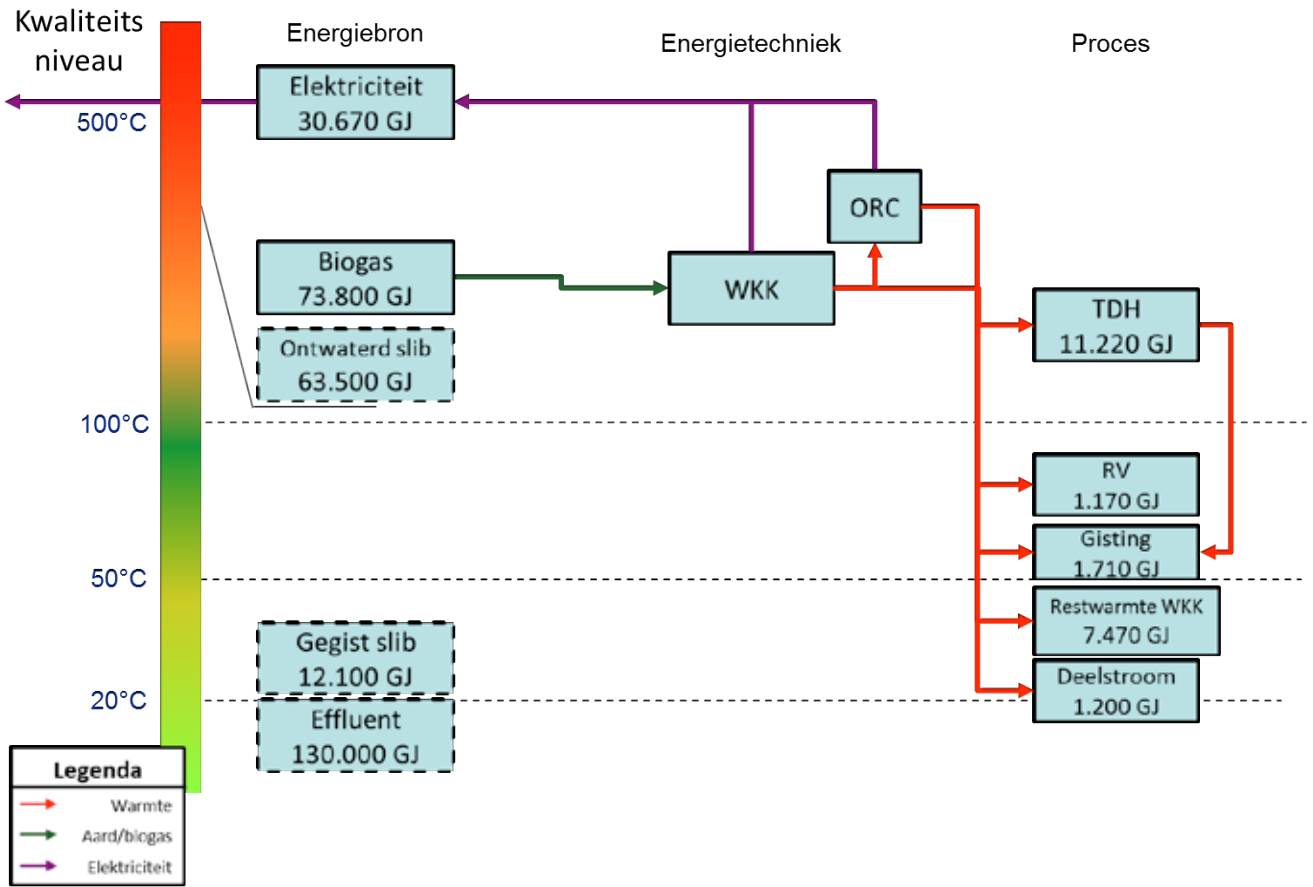 Kwaliteits
niveau
Energiebron
Energietechniek
Proces
Elektriciteit
30.670 GJ
500°C
ORC
Biogas
73.800 GJ
WKK
TDH
11.220 GJ
Ontwaterd slib
63.500 GJ
100°C
RV
1.170 GJ
Gisting
1.710 GJ
50°C
Restwarmte WKK
7.470 GJ
Gegist slib
12.100 GJ
Deelstroom
1.200 GJ
20°C
Effluent
130.000 GJ
Legenda
Warmte
Aard/biogas
Elektriciteit